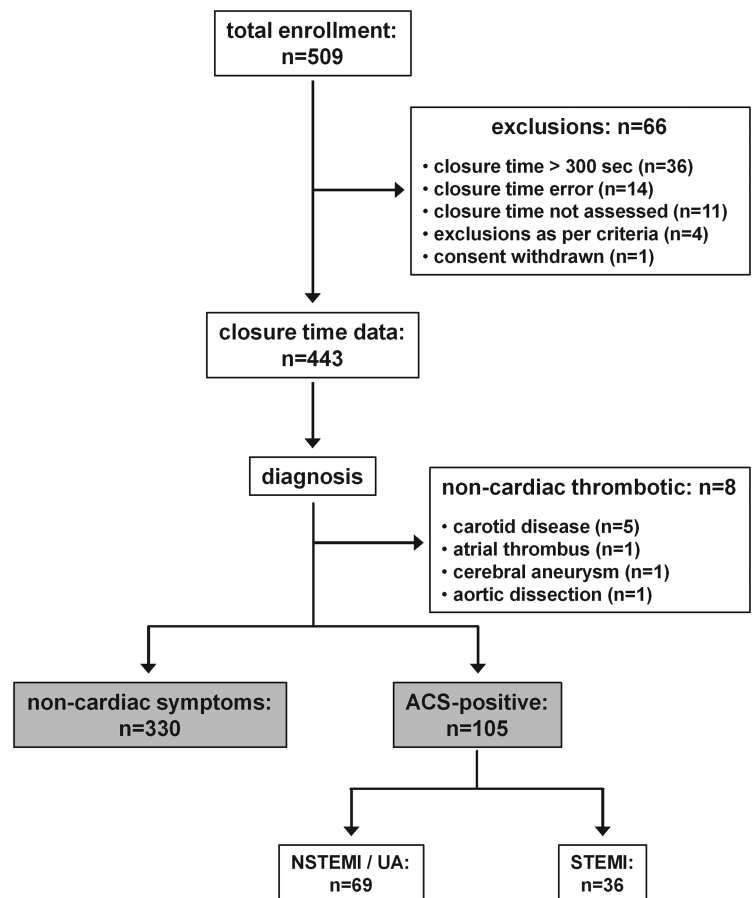 total enrollment:
n=509
exclusions: n=66
• closure time > 300 sec (n=36)
• closure time error (n=14)
• closure time not assessed (n=11)
• exclusions as per criteria (n=4)
• consent withdrawn (n=1)
closure time data:
n=443
diagnosis
non-cardiac thrombotic: n=8
• carotid disease (n=5)
• atrial thrombus (n=1)
• cerebral aneurysm (n=1)
• aortic dissection (n=1)
non-cardiac symptoms:
n=330
ACS-positive:
n=105
NSTEMI / UA:
n=69
STEMI:
n=36